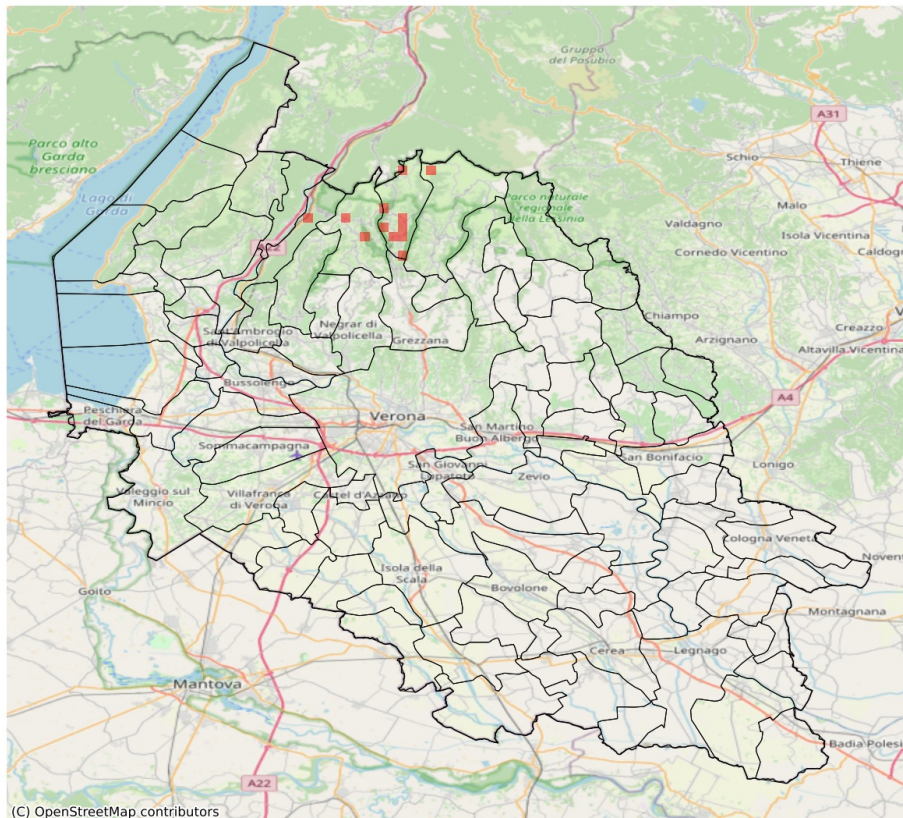 Gruppo
del Pasubio
A31
Schio
Thiene
Parco alto
Garda
bresciano
Malo
Lago di
Garda
Parco naturale
regionale
della Lessinia
Valdagno
Isola Vicentina
Cornedo Vicentino
Caldogno
A22
Chiampo
Sant'Ambrogio
di Valpolicella
Negrar di
Valpolicella
Grezzana
Arzignano
Creazzo
Altavilla Vicentina
Bussolengo
A4
Peschiera
del Garda
Verona
Sommacampagna
San Martino
Buon Albergo
San Giovanni
Lupatoto
Zevio
San Bonifacio
Lonigo
Valeggio sul
Mincio
Villafranca
di Verona
Castel d'Azzano
Cologna Veneta
Isola della
Scala
Bovolone
Goito
Montagnana
Cerea
Legnago
Mantova
Badia Polesi
A22
(C) OpenStreetMap contributors